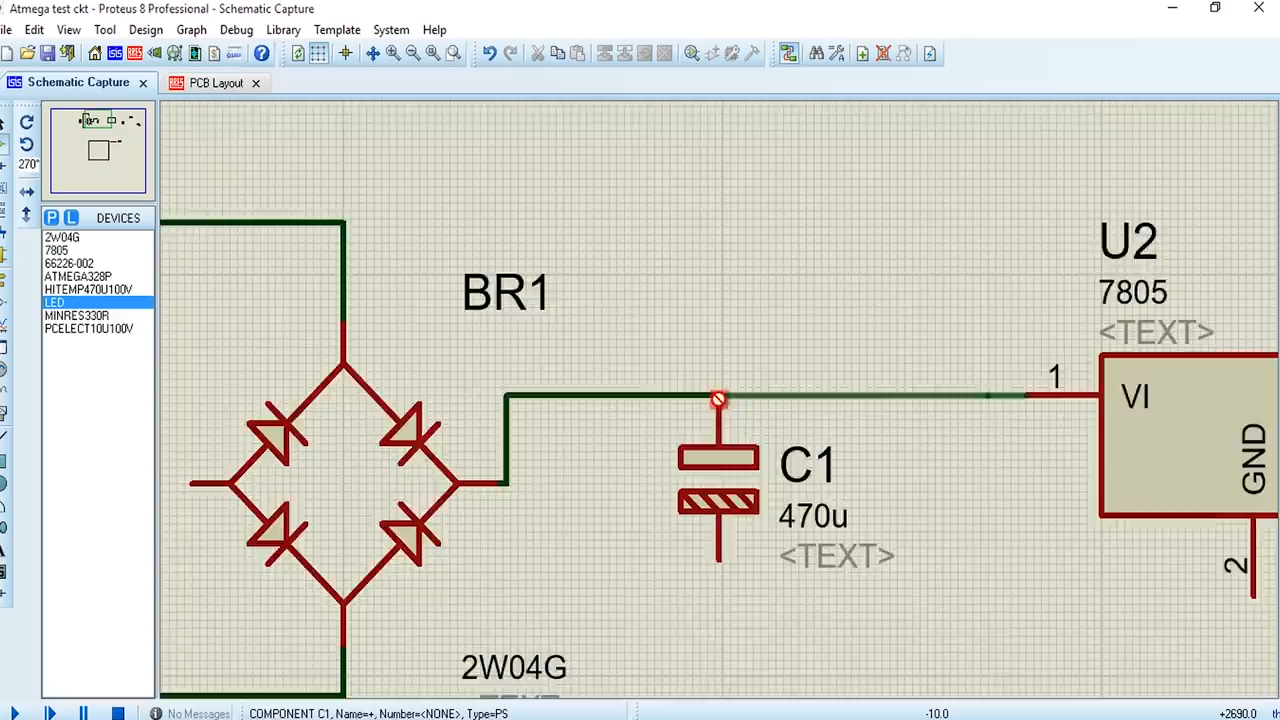 Atmega test ckt - Proteus 8 Professional - Schematic Capture
ile Edit View Tool Design Graph Debug Library Template System Help
Schematic Capture
PCB Layout
270°
P L DEVICES
2W04G
7805
66226-002
ATMEGA328P
HITEMP470U100V
LED
MINRES330R
PCELECT10U100V
BR1
2W04G
C1
470u
<TEXT>
U2
7805
<TEXT>
1
VI
GND
2
No Messages
COMPONENT C1, Name=+, Number=<NONE>, Type=PS
-10.0
+2690.0
th